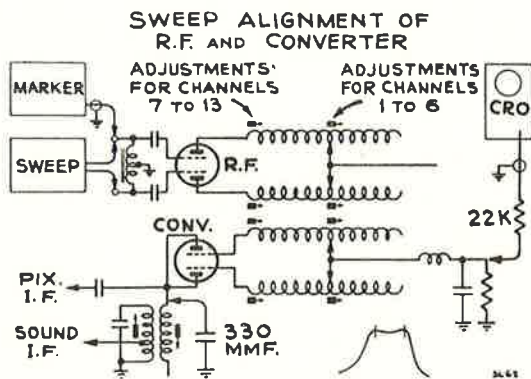 SWEEP ALIGNMENT OF
R.F. AND CONVERTER
ADJUSTMENTS
FOR CHANNELS
7 TO 13
ADJUSTMENTS
FOR CHANNELS
1 TO 6
MARKER
CRO
SWEEP
R.F.
CONV.
22K
PIX.
I.F.
SOUND
I.F.
330
MMF.